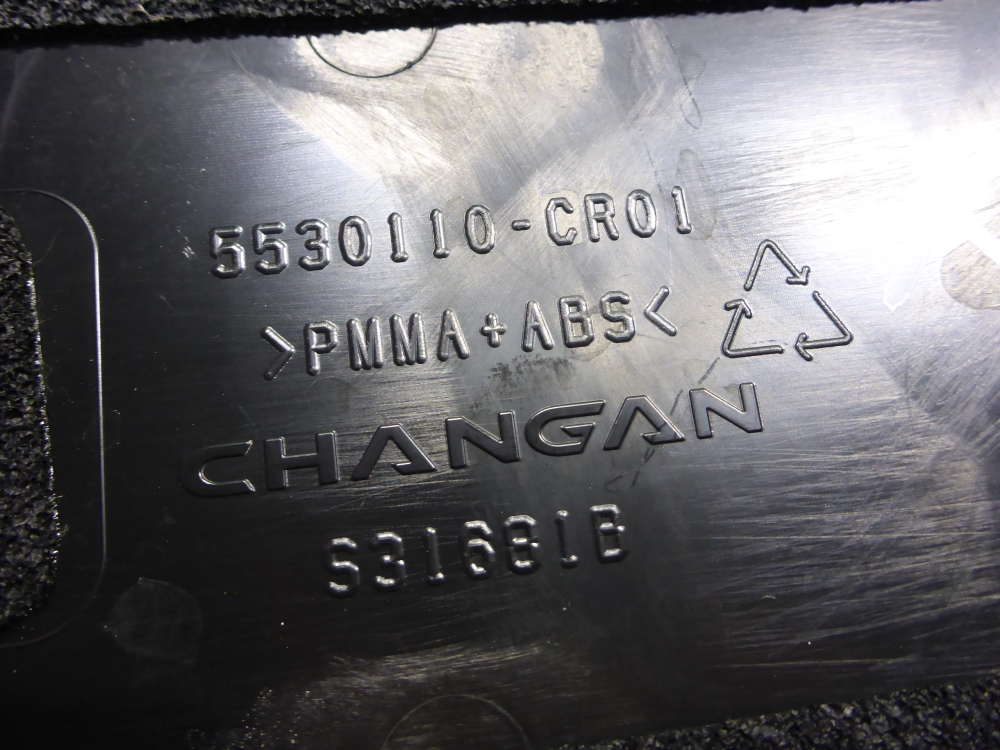 5530110-CR01
>PMMA+ABS<
CHANGAN
S31681B